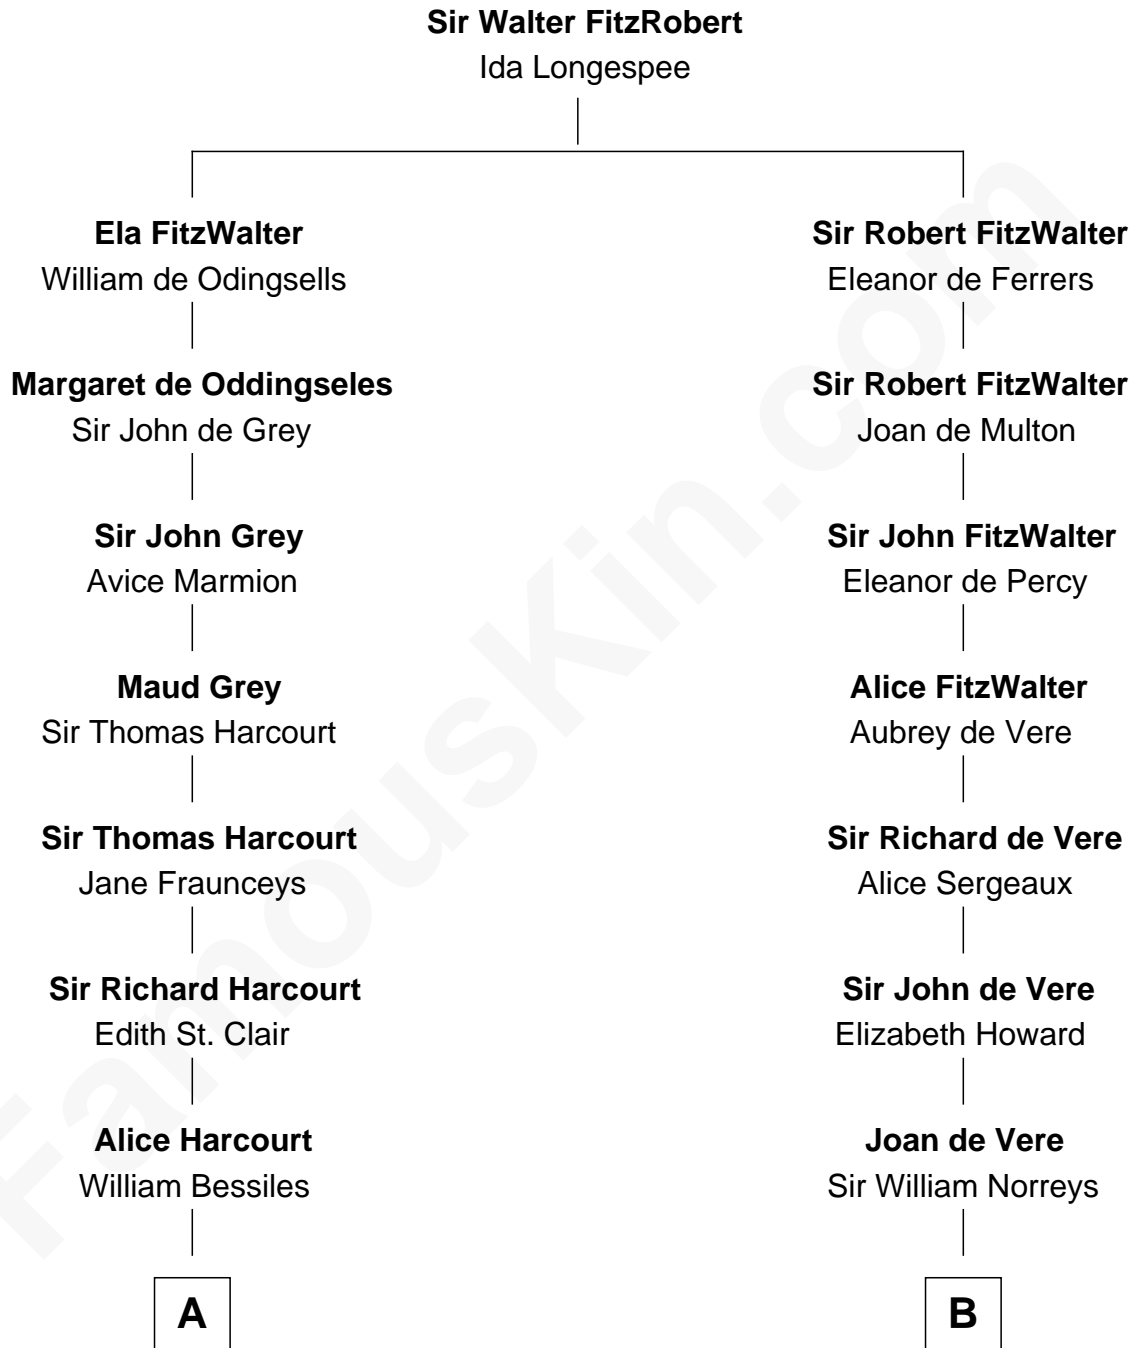 Sir Walter FitzRobert
Ida Longespee
Ela FitzWalter
William de Odingsells
Sir Robert FitzWalter
Eleanor de Ferrers
Margaret de Oddingseles
Sir John de Grey
Sir Robert FitzWalter
Joan de Multon
Sir John Grey
Avice Marmion
Sir John FitzWalter
Eleanor de Percy
Maud Grey
Sir Thomas Harcourt
Alice FitzWalter
Aubrey de Vere
Sir Thomas Harcourt
Jane Fraunceys
Sir Richard de Vere
Alice Sergeaux
Sir Richard Harcourt
Edith St. Clair
Sir John de Vere
Elizabeth Howard
Alice Harcourt
William Bessiles
Joan de Vere
Sir William Norreys
A
B
FamousKin.com